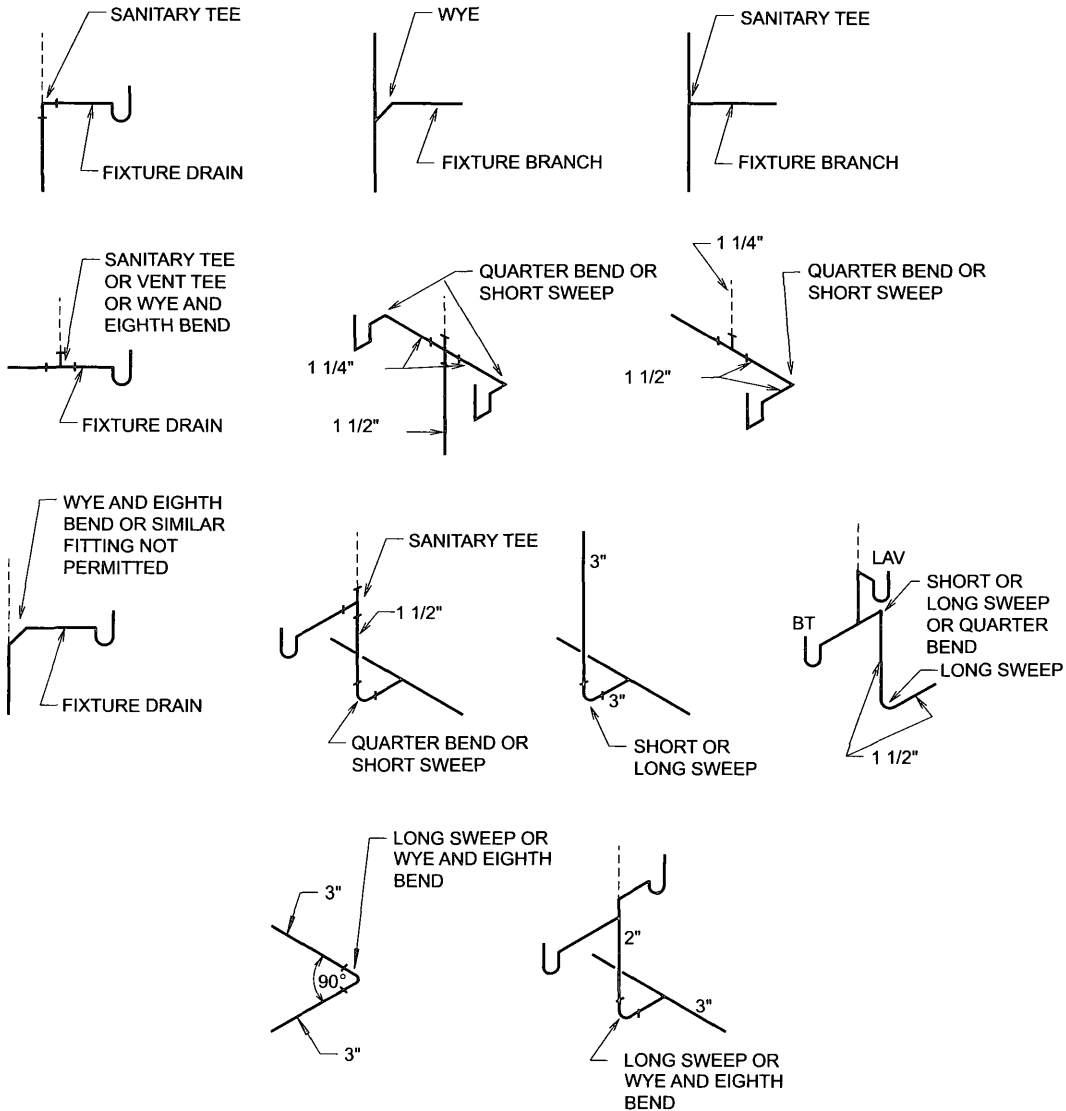 SANITARY TEE
FIXTURE DRAIN
WYE
FIXTURE BRANCH
SANITARY TEE
FIXTURE BRANCH
SANITARY TEE
OR VENT TEE
OR WYE AND
EIGHTH BEND
FIXTURE DRAIN
QUARTER BEND OR
SHORT SWEEP
1 1/4"
1 1/2"
1 1/4"
QUARTER BEND OR
SHORT SWEEP
1 1/2"
WYE AND EIGHTH
BEND OR SIMILAR
FITTING NOT
PERMITTED
FIXTURE DRAIN
SANITARY TEE
1 1/2"
QUARTER BEND OR
SHORT SWEEP
3"
3"
SHORT OR
LONG SWEEP
LAV
BT
SHORT OR
LONG SWEEP
OR QUARTER
BEND
LONG SWEEP
1 1/2"
LONG SWEEP OR
WYE AND EIGHTH
BEND
3"
90°
3"
2"
3"
LONG SWEEP OR
WYE AND EIGHTH
BEND